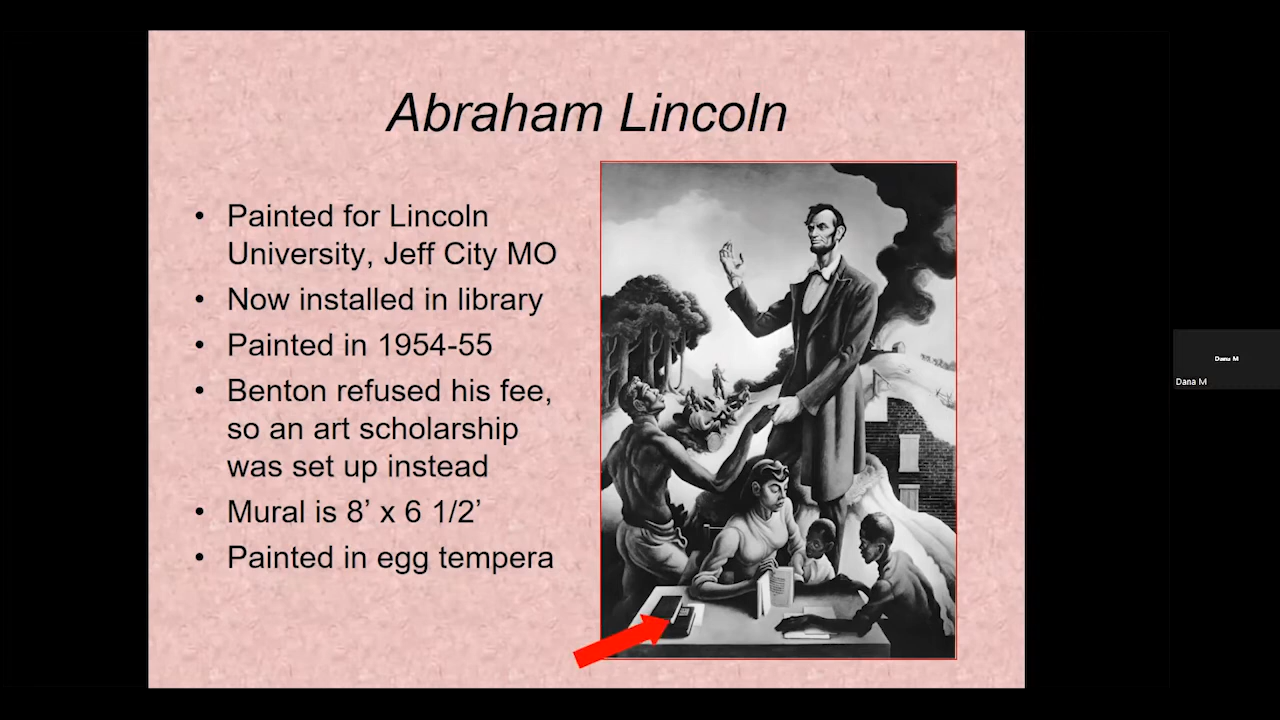 Abraham Lincoln
• Painted for Lincoln
University, Jeff City MO
• Now installed in library
• Painted in 1954-55
• Benton refused his fee,
so an art scholarship
was set up instead
• Mural is 8’ x 6 1/2’
• Painted in egg tempera
Dana M
Dana M